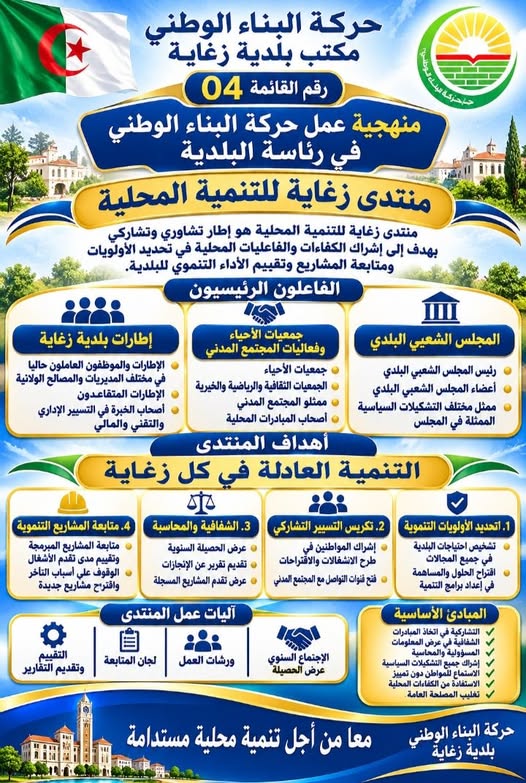 حركة البناء الوطني
مكتب بلدية زغاية
حركة البناء الوطني
رقم القائمة 04
منهجية عمل حركة البناء الوطني
في رئاسة البلدية
منتدى زغاية للتنمية المحلية
منتدى زغاية للتنمية المحلية هو إطار تشاوري وتشاركي
بهدف إلى إشراك الكفاءات والفاعليات المحلية في تحديد الأولويات
ومتابعة المشاريع وتقييم الأداء التنموي للبلدية.
الفاعلون الرئيسيون
المجلس الشعبي البلدي
رئيس المجلس الشعبي البلدي
أعضاء المجلس الشعبي البلدي
ممثل مختلف التشكيلات السياسية
الممثلة في المجلس
جمعيات الأحياء
وفعاليات المجتمع المدني
جمعيات الأحياء
الجمعيات الثقافية والرياضية والخيرية
ممثلو المجتمع المدني
أصحاب المبادرات المحلية
إطارات بلدية زغاية
الإطارات والموظفون العاملون حاليا
في مختلف المديريات والمصالح الولائية
الإطارات المتقاعدون
أصحاب الخبرة في التسيير الإداري
والتقني والمالي
أهداف المنتدى
التنمية العادلة في كل زغاية
1. تحديد الأولويات التنموية
تشخيص احتياجات البلدية
في جميع المجالات
اقتراح الحلول والمساهمة
في إعداد برامج التنمية
2. تكريس التسيير التشاركي
إشراك المواطنين في
طرح الانشغالات والاقتراحات
فتح قنوات التواصل مع المجتمع المدني
3. الشفافية والمحاسبة
عرض الحصيلة السنوية
تقديم تقرير عن الإنجازات
عرض تقدم المشاريع المسجلة
4. متابعة المشاريع التنموية
متابعة المشاريع المبرمجة
وتقييم مدى تقدم الأشغال
الوقوف على أسباب التأخر
واقتراح مشاريع جديدة
المبادئ الأساسية
التشاركية في اتخاذ المبادرات
الشفافية في عرض المعلومات
المسؤولية والمحاسبة
إشراك جميع التشكيلات السياسية
الاستماع للمواطن دون تمييز
الاستفادة من الكفاءات المحلية
تغليب المصلحة العامة
آليات عمل المنتدى
الإجتماع السنوي
عرض الحصيلة
ورشات العمل
لجان المتابعة
التقييم
وتقديم التقارير
حركة البناء الوطني
بلدية زغاية
معا من أجل تنمية محلية مستدامة